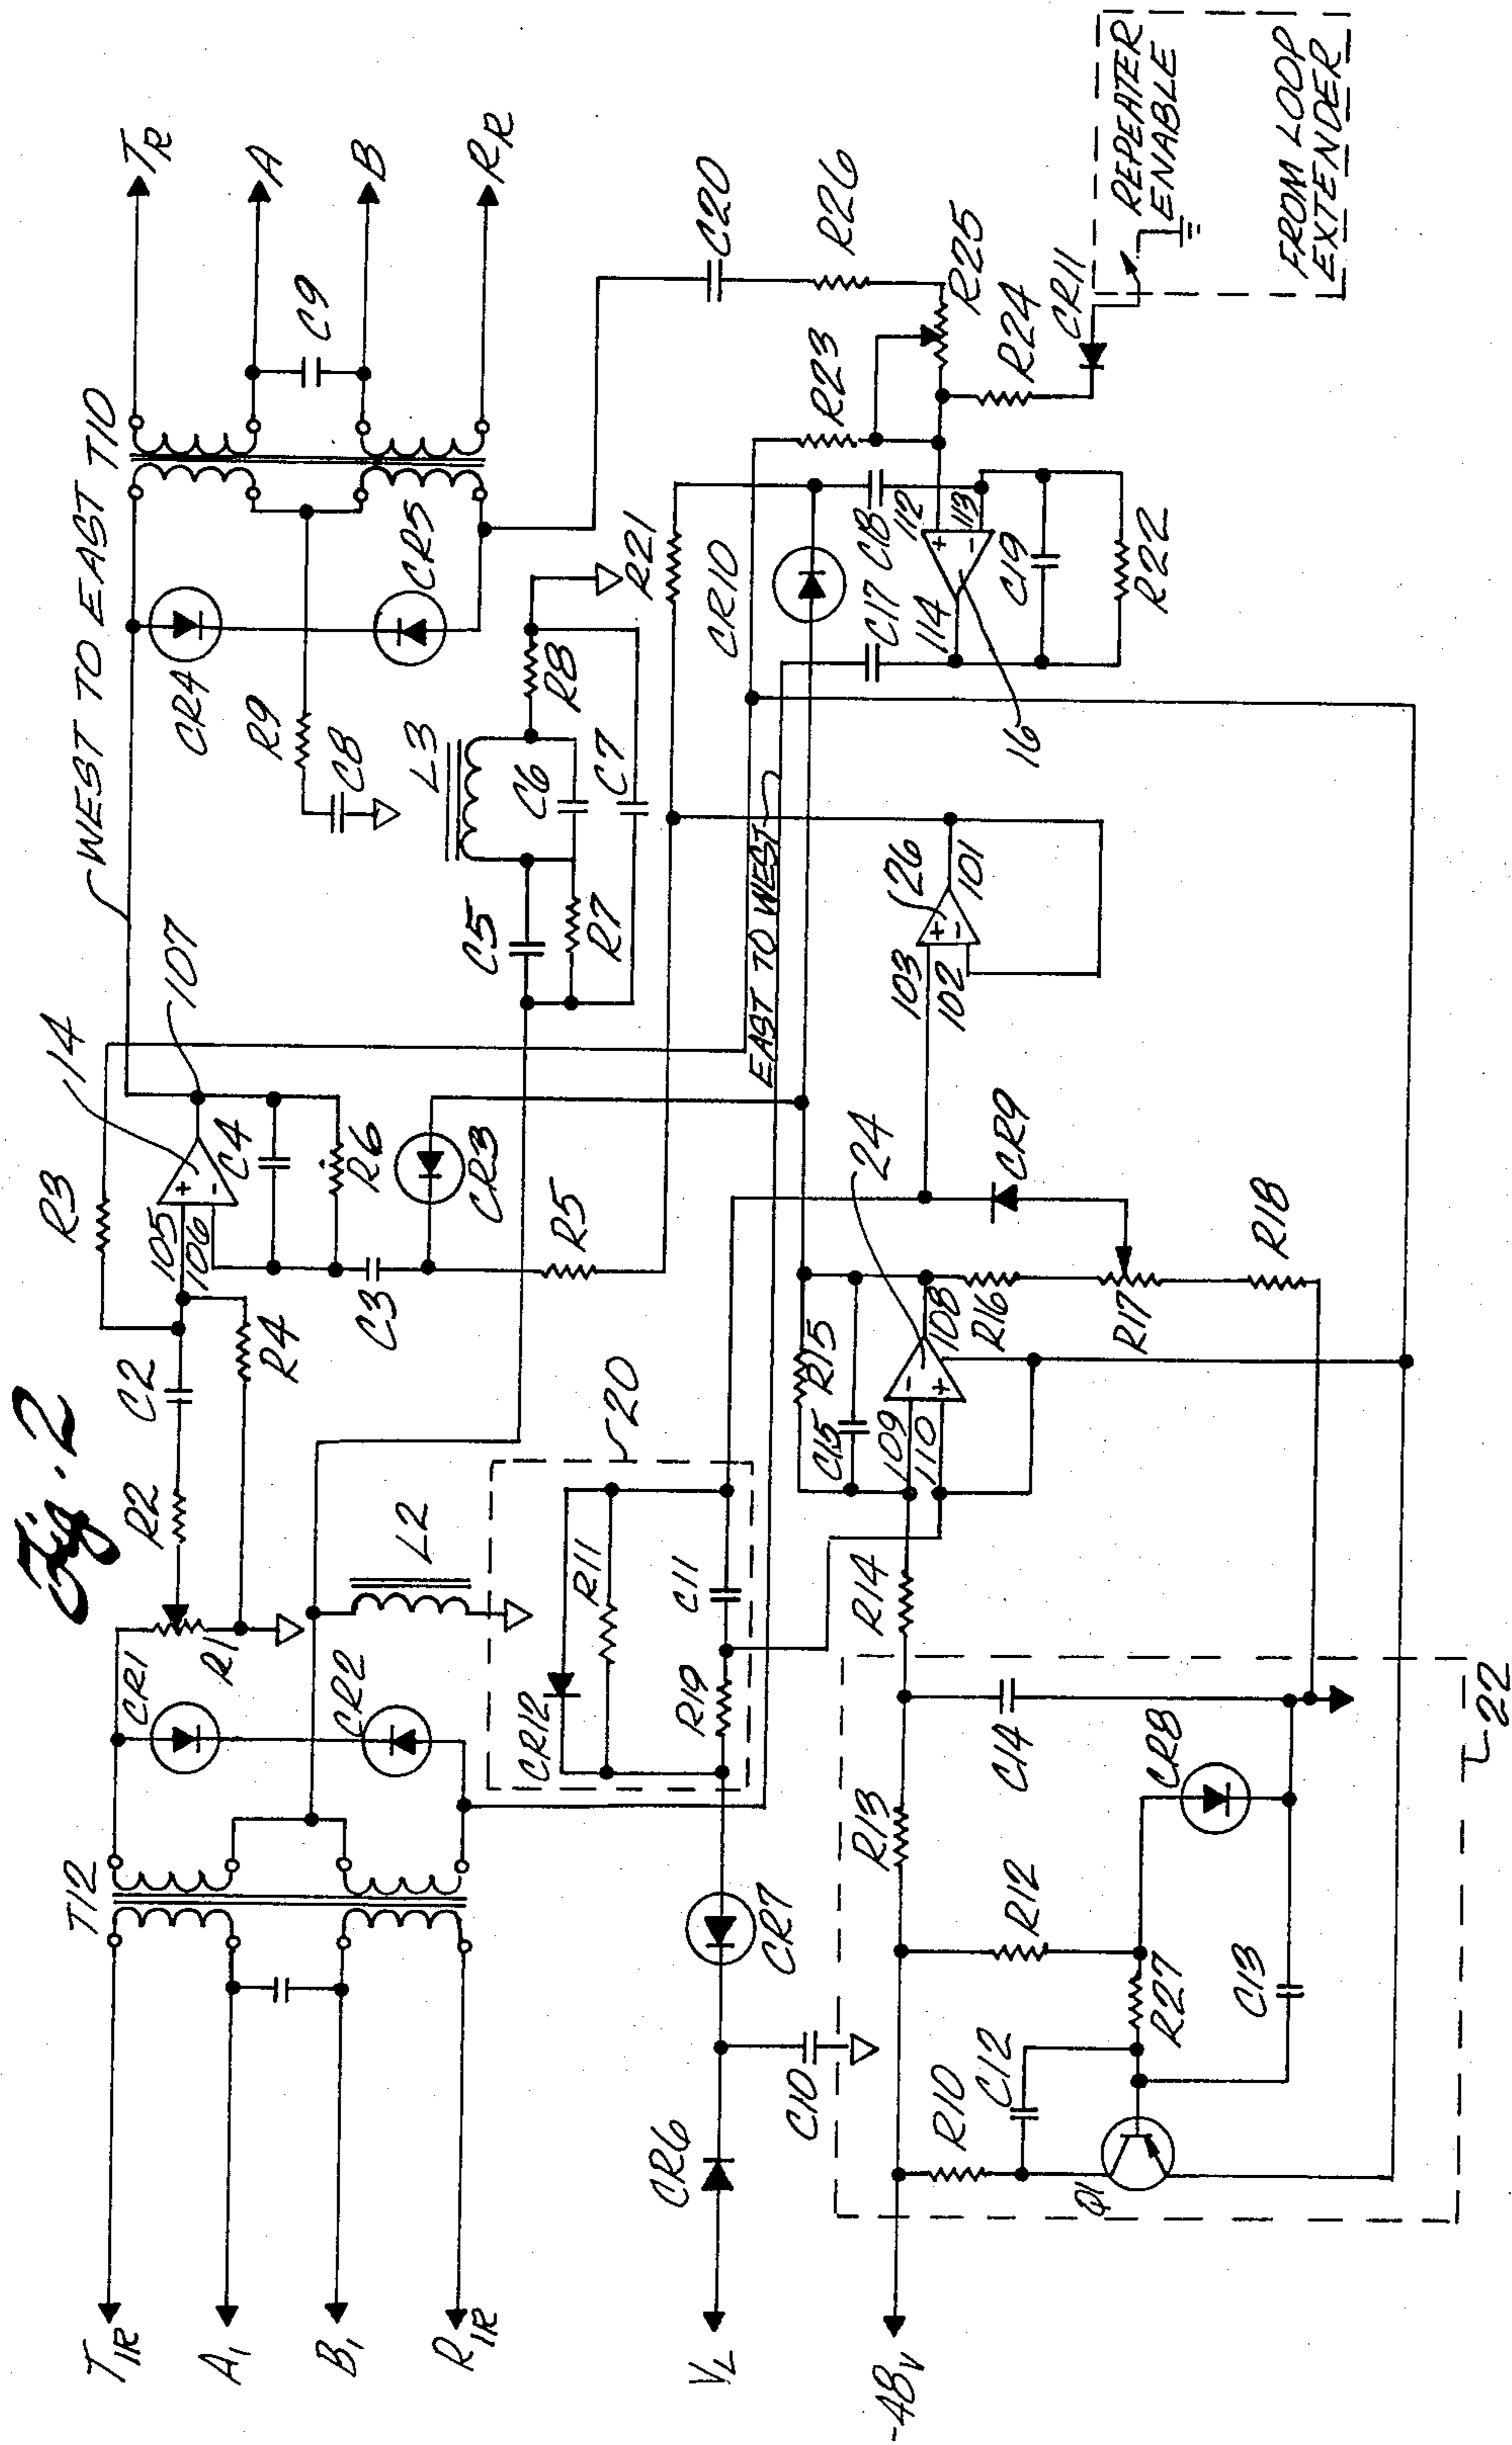 Fig. 2
WEST TO EAST
T10
T12
T1R
A1
B1
R1R
VL
-48V
TR
A
B
RR
CR1
R1
CR2
R2
C2
R4
R3
105
106
14
107
C4
R6
C3
CR3
R5
L2
CR4
CR5
R9
C8
C9
L3
C5
R7
C6
C7
R8
20
CR12
R11
R19
C11
CR6
CR7
C10
R10
C12
Q1
R27
R12
R13
C13
CR8
C14
22
R14
R15
C15
109
110
108
24
R16
R17
R18
CR9
103
102
26
101
EAST TO WEST
R21
CR10
C17
C18
114
112
113
16
C19
R22
R23
R24
R25
R26
C20
CR11
REPEATER
ENABLE
FROM LOOP
EXTENDER